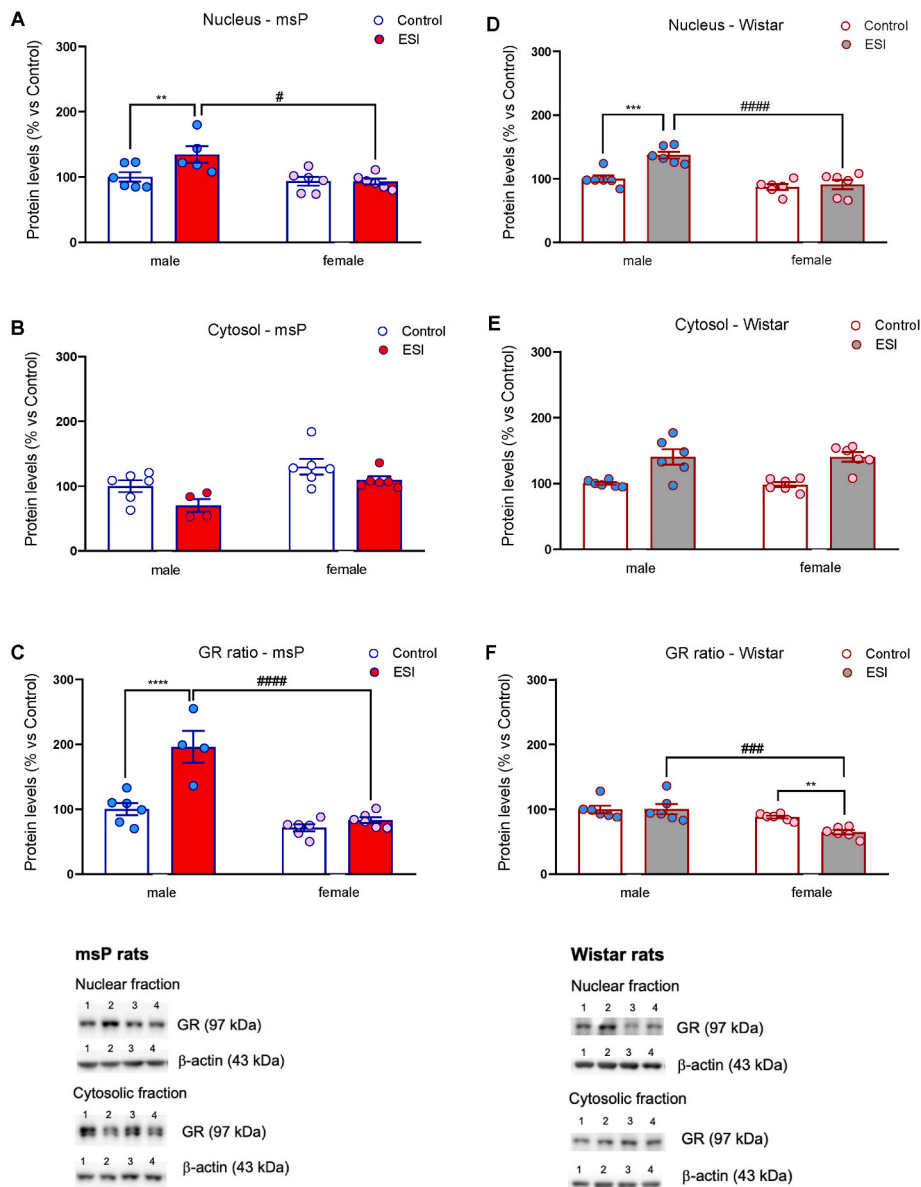 A
Nucleus - msP
Control
ESI
Protein levels (% vs Control)
300
200
100
0
**
#
male
female
B
Cytosol - msP
Control
ESI
Protein levels (% vs Control)
300
200
100
0
male
female
C
GR ratio - msP
Control
ESI
Protein levels (% vs Control)
300
200
100
0
****
####
male
female
msP rats
Nuclear fraction
1 2 3 4
GR (97 kDa)
1 2 3 4
β-actin (43 kDa)
Cytosolic fraction
1 2 3 4
GR (97 kDa)
1 2 3 4
β-actin (43 kDa)
D
Nucleus - Wistar
Control
ESI
Protein levels (% vs Control)
300
200
100
0
***
####
male
female
E
Cytosol - Wistar
Control
ESI
Protein levels (% vs Control)
300
200
100
0
male
female
F
GR ratio - Wistar
Control
ESI
Protein levels (% vs Control)
300
200
100
0
###
**
male
female
Wistar rats
Nuclear fraction
1 2 3 4
GR (97 kDa)
1 2 3 4
β-actin (43 kDa)
Cytosolic fraction
1 2 3 4
GR (97 kDa)
1 2 3 4
β-actin (43 kDa)